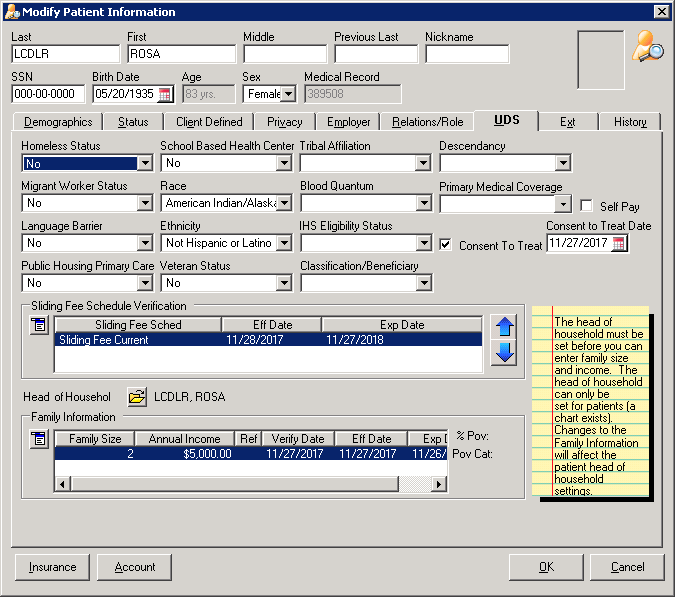 Modify Patient Information
Last First Middle Previous Last Nickname
LCDLR ROSA
SSN Birth Date Age Sex Medical Record
000-00-0000 05/20/1935 83 yrs. Female 389508
Demographics Status Client Defined Privacy Employer Relations/Role UDS Ext History
Homeless Status School Based Health Center Tribal Affiliation Descendancy
No No
Migrant Worker Status Race Blood Quantum Primary Medical Coverage
No American Indian/Alaska Self Pay
Language Barrier Ethnicity IHS Eligibility Status Consent to Treat Date
No Not Hispanic or Latino Consent To Treat 11/27/2017
Public Housing Primary Care Veteran Status Classification/Beneficiary
No No
Sliding Fee Schedule Verification
Sliding Fee Sched Eff Date Exp Date
Sliding Fee Current 11/28/2017 11/27/2018
Head of Househol LCDLR, ROSA
Family Information
Family Size Annual Income Ref Verify Date Eff Date Exp D % Pov:
2 $5,000.00 11/27/2017 11/27/2017 11/26/ Pov Cat:
The head of
household must be
set before you can
enter family size
and income. The
head of household
can only be
set for patients (a
chart exists).
Changes to the
Family Information
will affect the
patient head of
household
settings.
Insurance Account OK Cancel